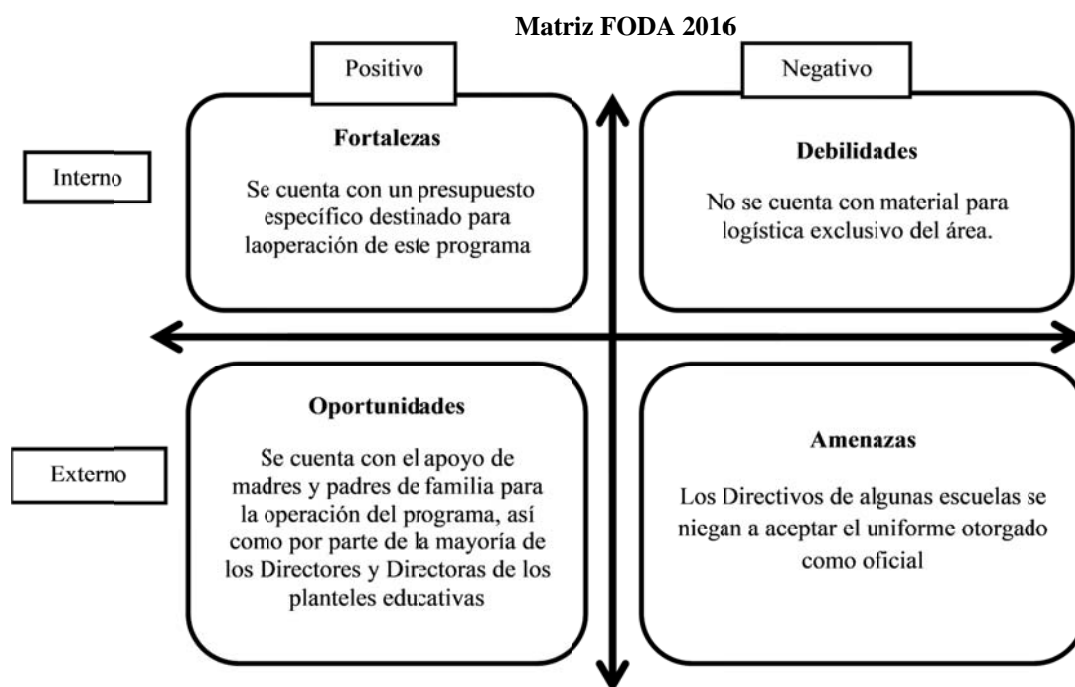 Matriz FODA 2016
Positivo
Negativo
Interno
Fortalezas
Se cuenta con un presupuesto
específico destinado para
laoperación de este programa
Debilidades
No se cuenta con material para
logística exclusivo del área.
Externo
Oportunidades
Se cuenta con el apoyo de
madres y padres de familia para
la operación del programa, así
como por parte de la mayoría de
los Directores y Directoras de los
planteles educativas
Amenazas
Los Directivos de algunas escuelas se
niegan a aceptar el uniforme otorgado
como oficial